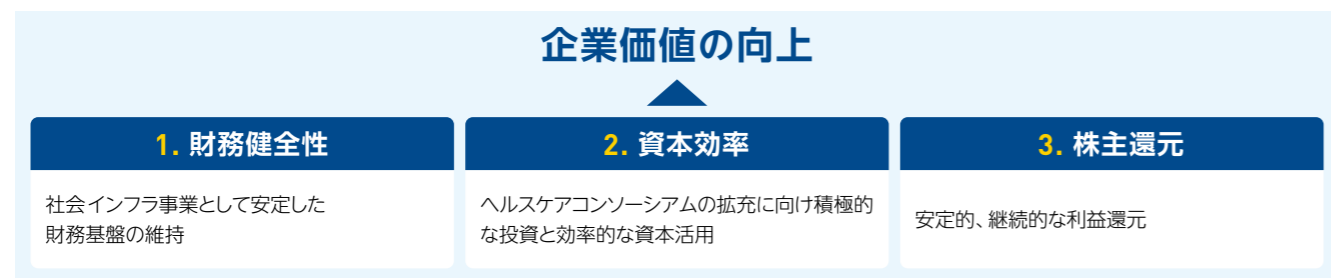 企業価値の向上
1. 財務健全性
社会インフラ事業として安定した
財務基盤の維持
2. 資本効率
ヘルスケアコンソーシアムの拡充に向け積極的
な投資と効率的な資本活用
3. 株主還元
安定的、継続的な利益還元